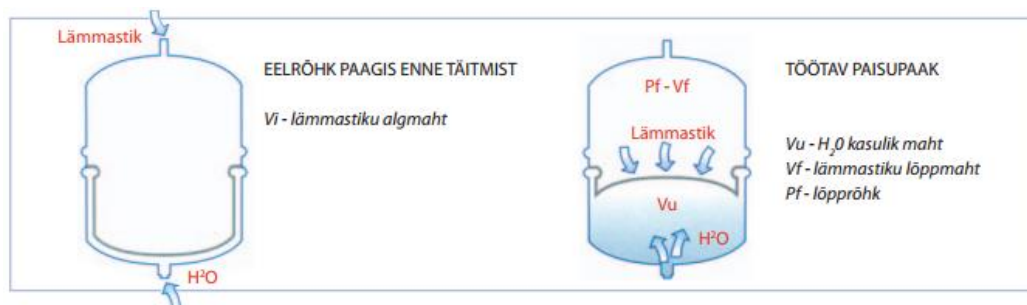 Lämmastik
EELRÕHK PAAGIS ENNE TÄITMIST
Vi - lämmastiku algmaht
H²O
TÖÖTAV PAISUPAAK
Pf - Vf
Lämmastik
Vu - H₂0 kasulik maht
Vf - lämmastiku lõppmaht
Pf - lõpprõhk
Vu
H²O